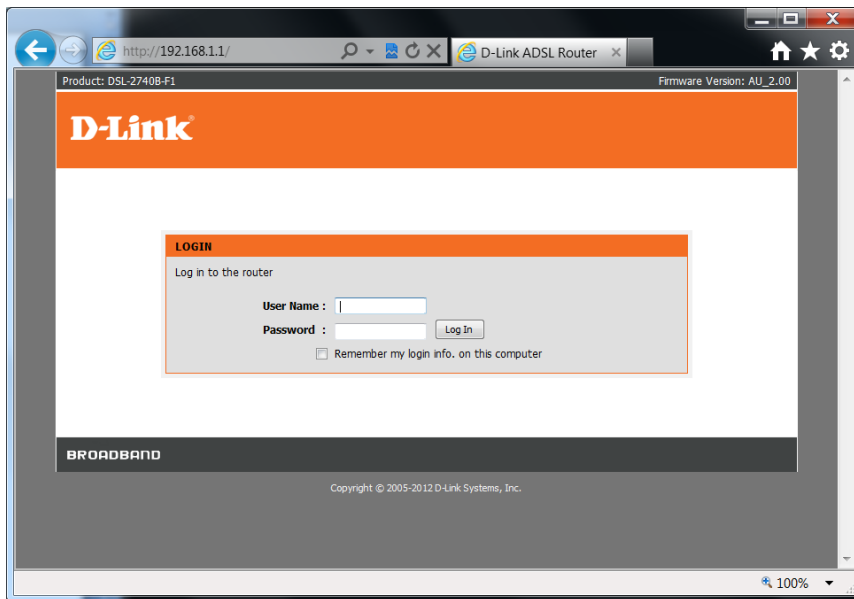 http://192.168.1.1/
D-Link ADSL Router
Product: DSL-2740B-F1 Firmware Version: AU_2.00
D-Link®
LOGIN
Log in to the router
User Name :
Password :
Log In
Remember my login info. on this computer
BROADBAND
Copyright © 2005-2012 D-Link Systems, Inc.
100%